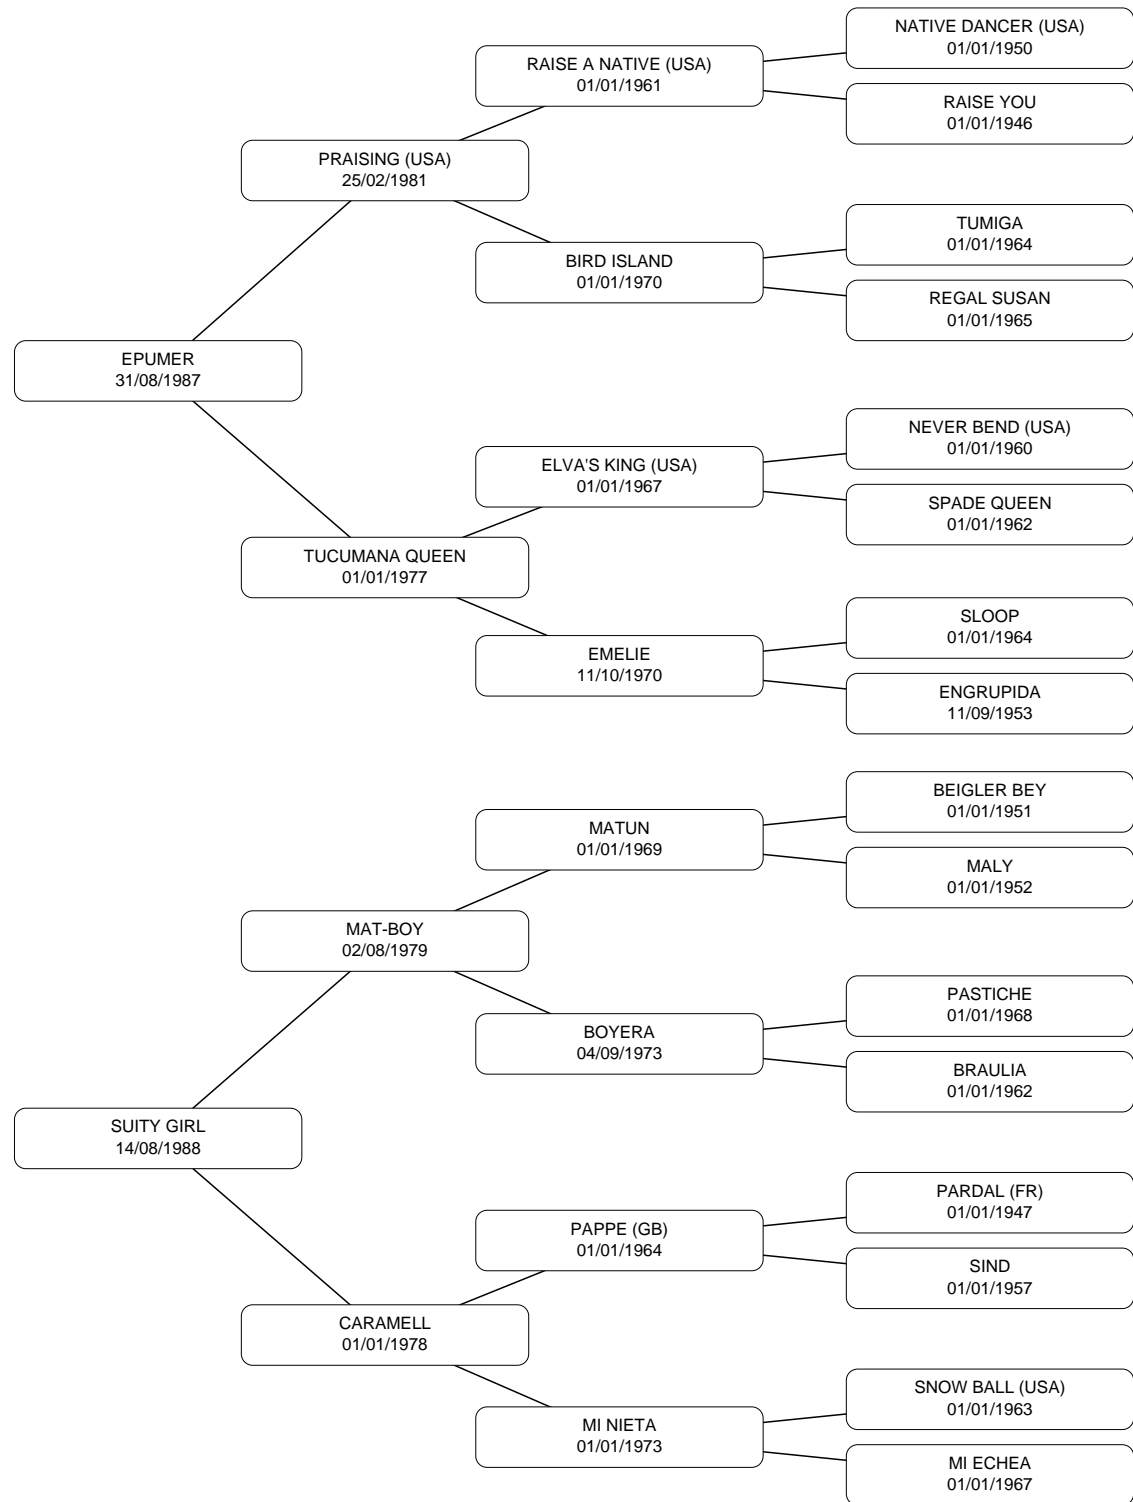 NATIVE DANCER (USA)
01/01/1950
RAISE A NATIVE (USA)
01/01/1961
RAISE YOU
01/01/1946
PRAISING (USA)
25/02/1981
TUMIGA
01/01/1964
BIRD ISLAND
01/01/1970
REGAL SUSAN
01/01/1965
EPUMER
31/08/1987
NEVER BEND (USA)
01/01/1960
ELVA'S KING (USA)
01/01/1967
SPADE QUEEN
01/01/1962
TUCUMANA QUEEN
01/01/1977
SLOOP
01/01/1964
EMELIE
11/10/1970
ENGRUPIDA
11/09/1953
BEIGLER BEY
01/01/1951
MATUN
01/01/1969
MALY
01/01/1952
MAT-BOY
02/08/1979
PASTICHE
01/01/1968
BOYERA
04/09/1973
BRAULIA
01/01/1962
SUITY GIRL
14/08/1988
PARDAL (FR)
01/01/1947
PAPPE (GB)
01/01/1964
SIND
01/01/1957
CARAMELL
01/01/1978
SNOW BALL (USA)
01/01/1963
MI NIETA
01/01/1973
MI ECHEA
01/01/1967